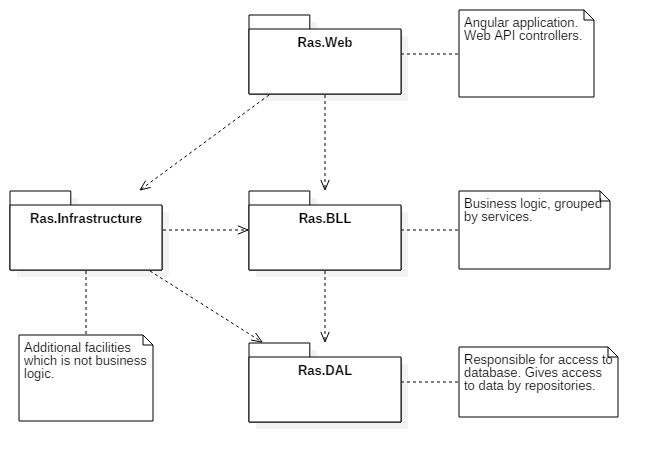 Ras.Web
Angular application.
Web API controllers.
Ras.Infrastructure
Ras.BLL
Business logic, grouped
by services.
Additional facilities
which is not business
logic.
Ras.DAL
Responsible for access to
database. Gives access
to data by repositories.